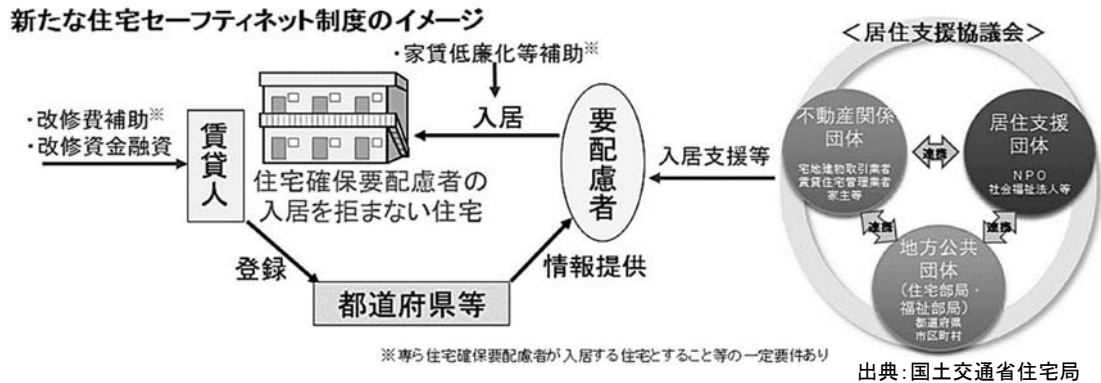 新たな住宅セーフティネット制度のイメージ
・家賃低廉化等補助※
・改修費補助※
・改修資金融資
賃貸人
入居
要配慮者
住宅確保要配慮者の
入居を拒まない住宅
登録
情報提供
都道府県等
入居支援等
＜居住支援協議会＞
不動産関係
団体
宅地建物取引業者
賃貸住宅管理業者
家主等
連携
居住支援
団体
NPO
社会福祉法人等
連携
連携
地方公共
団体
（住宅部局・
福祉部局）
都道府県
市区町村
※専ら住宅確保要配慮者が入居する住宅とすること等の一定要件あり
出典：国土交通省住宅局